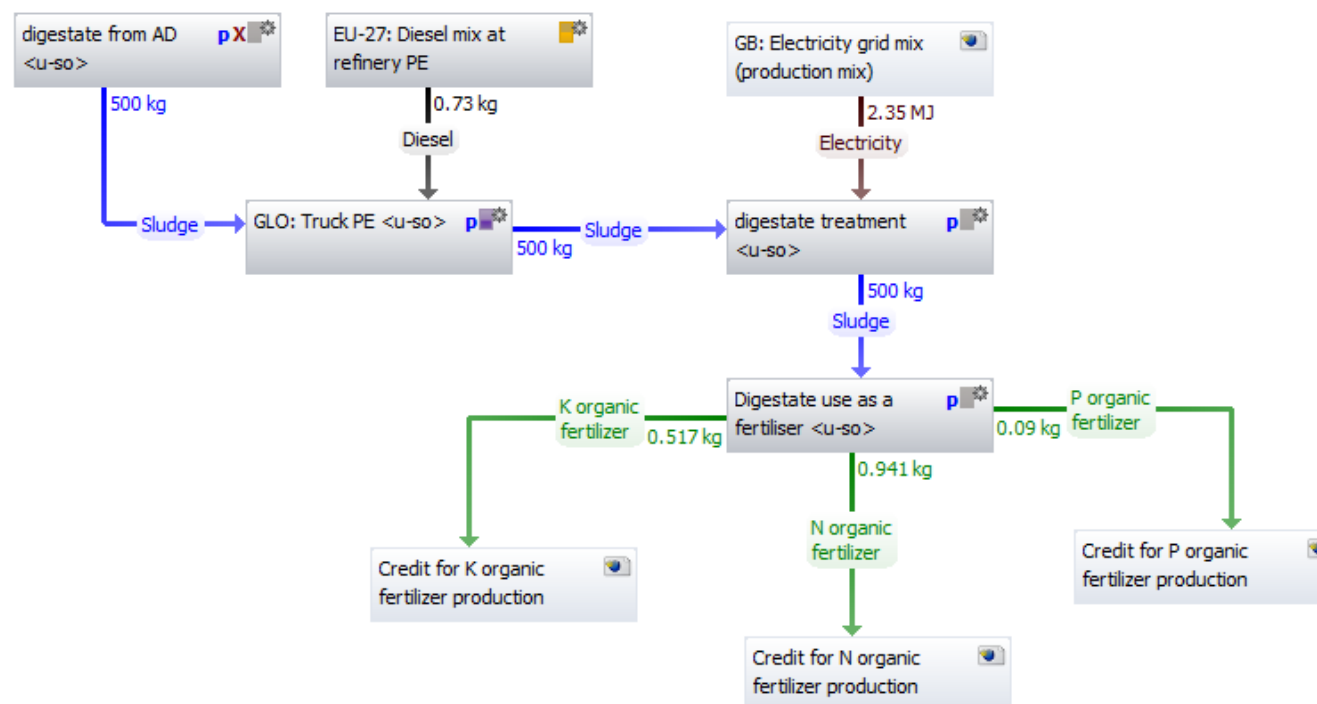 digestate from AD
<u-so>
p X
EU-27: Diesel mix at
refinery PE
GB: Electricity grid mix
(production mix)
500 kg
0.73 kg
2.35 MJ
Diesel
Electricity
Sludge
GLO: Truck PE <u-so>
p
500 kg
Sludge
digestate treatment
<u-so>
p
500 kg
Sludge
Digestate use as a
fertiliser <u-so>
p
K organic
fertilizer
0.517 kg
P organic
fertilizer
0.09 kg
0.941 kg
N organic
fertilizer
Credit for K organic
fertilizer production
Credit for P organic
fertilizer production
Credit for N organic
fertilizer production